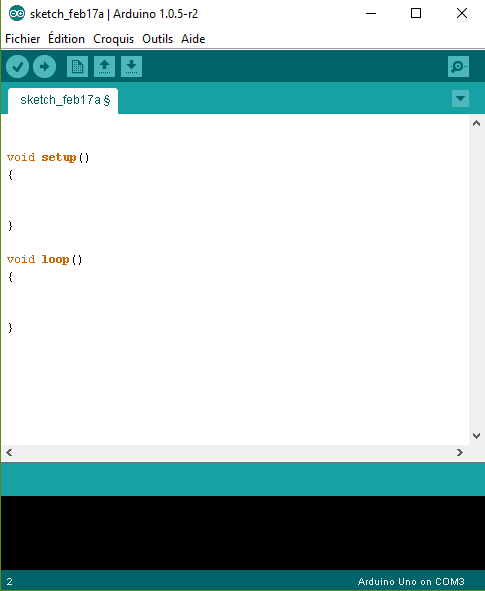 sketch_feb17a | Arduino 1.0.5-r2
Fichier Édition Croquis Outils Aide
sketch_feb17a §
void setup()
{
}
void loop()
{
}
2 Arduino Uno on COM3